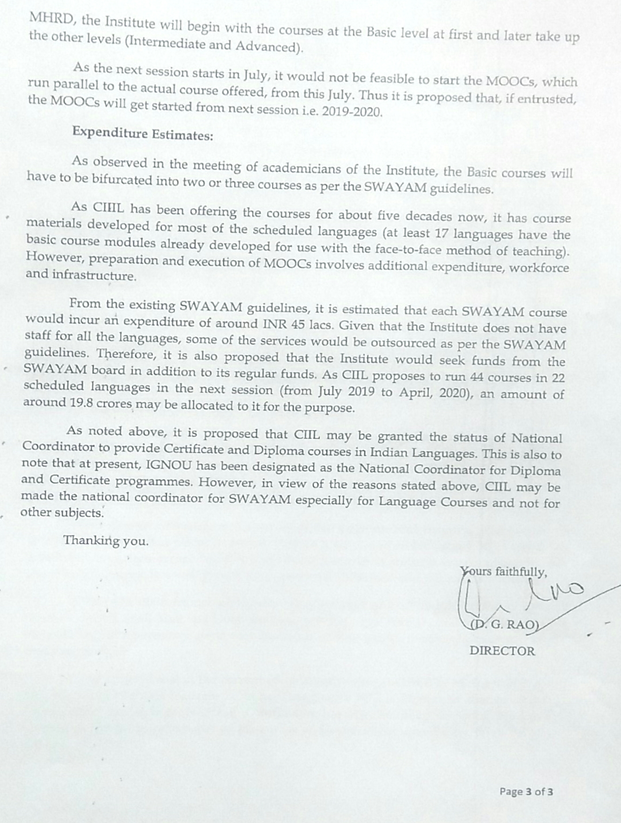 MHRD, the Institute will begin with the courses at the Basic level at first and later take up
the other levels (Intermediate and Advanced).
As the next session starts in July, it would not be feasible to start the MOOCs, which
run parallel to the actual course offered, from this July. Thus it is proposed that, if entrusted,
the MOOCs will get started from next session i.e. 2019-2020.
Expenditure Estimates:
As observed in the meeting of academicians of the Institute, the Basic courses will
have to be bifurcated into two or three courses as per the SWAYAM guidelines.
As CIIIL has been offering the courses for about five decades now, it has course
materials developed for most of the scheduled languages (at least 17 languages have the
basic course modules already developed for use with the face-to-face method of teaching).
However, preparation and execution of MOOCs involves additional expenditure, workforce
and infrastructure.
From the existing SWAYAM guidelines, it is estimated that each SWAYAM course
would incur an expenditure of around INR 45 lacs. Given that the Institute does not have
staff for all the languages, some of the services would be outsourced as per the SWAYAM
guidelines. Therefore, it is also proposed that the Institute would seek funds from the
SWAYAM board in addition to its regular funds. As CIIL proposes to run 44 courses in 22
scheduled languages in the next session (from July 2019 to April, 2020), an amount of
around 19.8 crores may be allocated to it for the purpose.
As noted above, it is proposed that CIIL may be granted the status of National
Coordinator to provide Certificate and Diploma courses in Indian Languages. This is also to
note that at present, IGNOU has been designated as the National Coordinator for Diploma
and Certificate programmes. However, in view of the reasons stated above, CIIL may be
made the national coordinator for SWAYAM especially for Language Courses and not for
other subjects.
Thanking you.
Yours faithfully,
(D. G. RAO)
DIRECTOR
Page 3 of 3